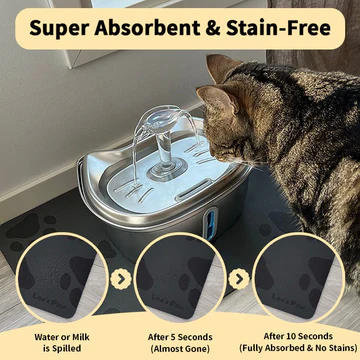 Super Absorbent & Stain-Free
Water or Milk
is Spilled
After 5 Seconds
(Almost Gone)
After 10 Seconds
(Fully Absorbed & No Stains)